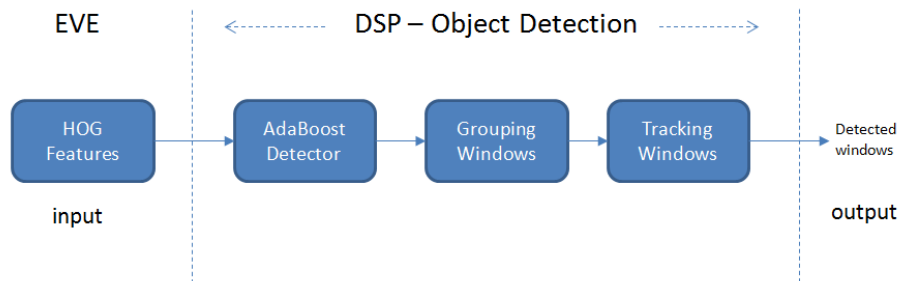 EVE
DSP – Object Detection
HOG
Features
AdaBoost
Detector
Grouping
Windows
Tracking
Windows
Detected
windows
input
output